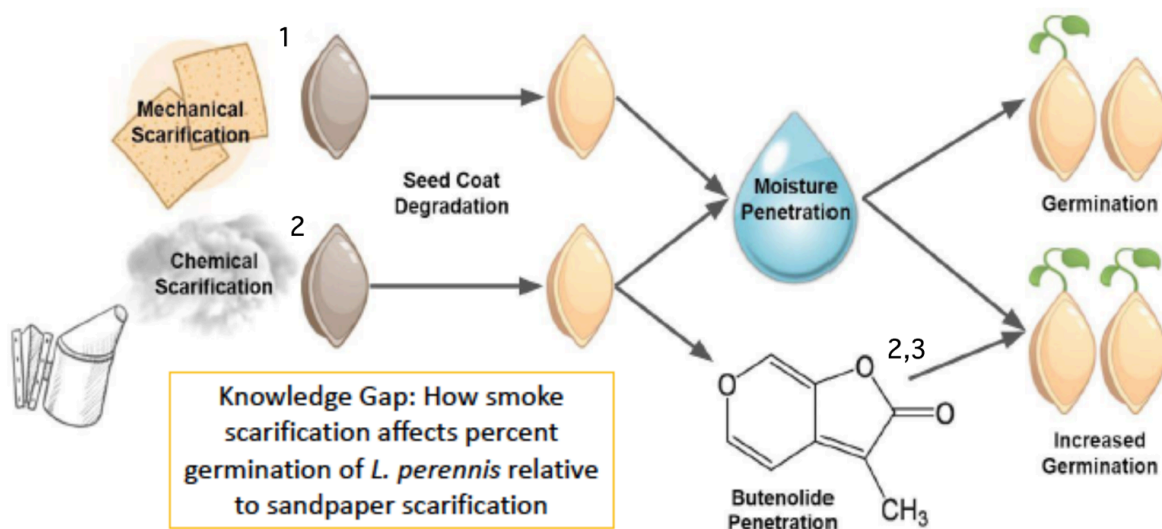 1
Mechanical
Scarification
Seed Coat
Degradation
2
Chemical
Scarification
Moisture
Penetration
Germination
2,3
O
O
O
CH₃
Butenolide
Penetration
Increased
Germination
Knowledge Gap: How smoke
scarification affects percent
germination of L. perennis relative
to sandpaper scarification